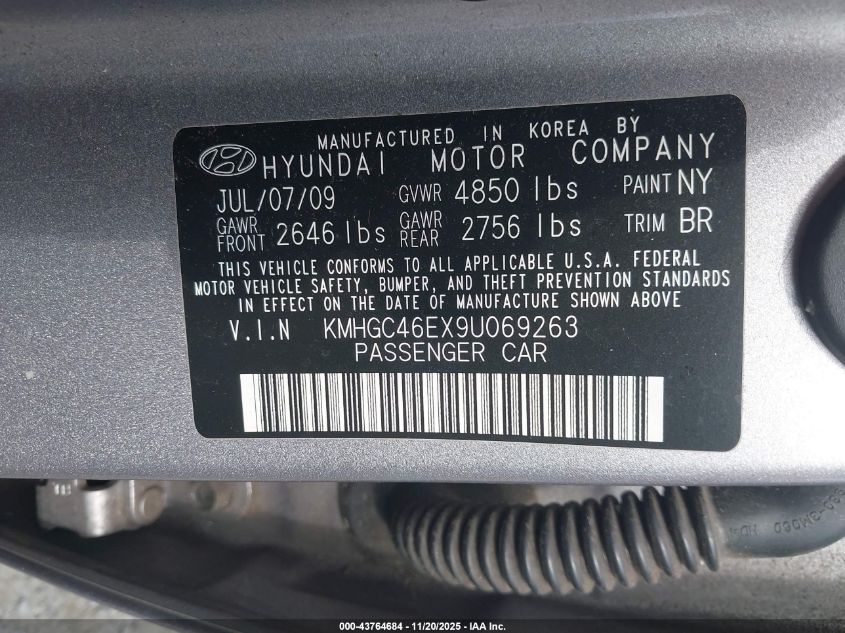 MANUFACTURED IN KOREA BY
HYUNDAI MOTOR COMPANY
JUL/07/09 GVWR 4850 lbs PAINT NY
GAWR FRONT 2646 lbs GAWR REAR 2756 lbs TRIM BR
THIS VEHICLE CONFORMS TO ALL APPLICABLE U.S.A. FEDERAL
MOTOR VEHICLE SAFETY, BUMPER, AND THEFT PREVENTION STANDARDS
IN EFFECT ON THE DATE OF MANUFACTURE SHOWN ABOVE
V.I.N KMHGC46EX9U069263
PASSENGER CAR
000-43764684 - 11/20/2025 - IAA Inc.